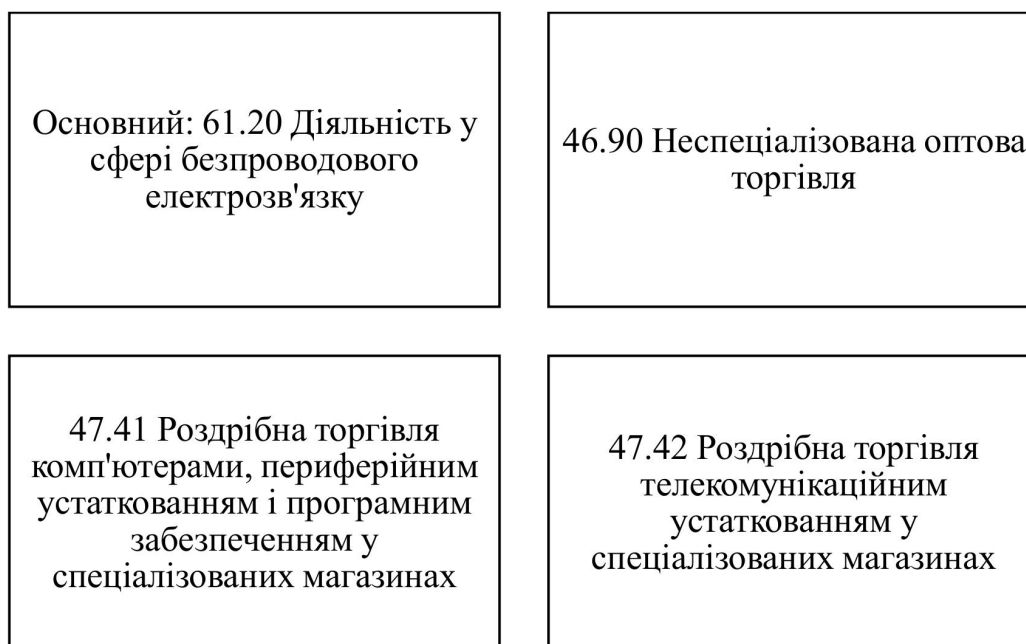 Основний: 61.20 Діяльність у
сфері безпроводового
електрозв'язку
46.90 Неспеціалізована оптова
торгівля
47.41 Роздрібна торгівля
комп'ютерами, периферійним
устаткованням і програмним
забезпеченням у
спеціалізованих магазинах
47.42 Роздрібна торгівля
телекомунікаційним
устаткованням у
спеціалізованих магазинах